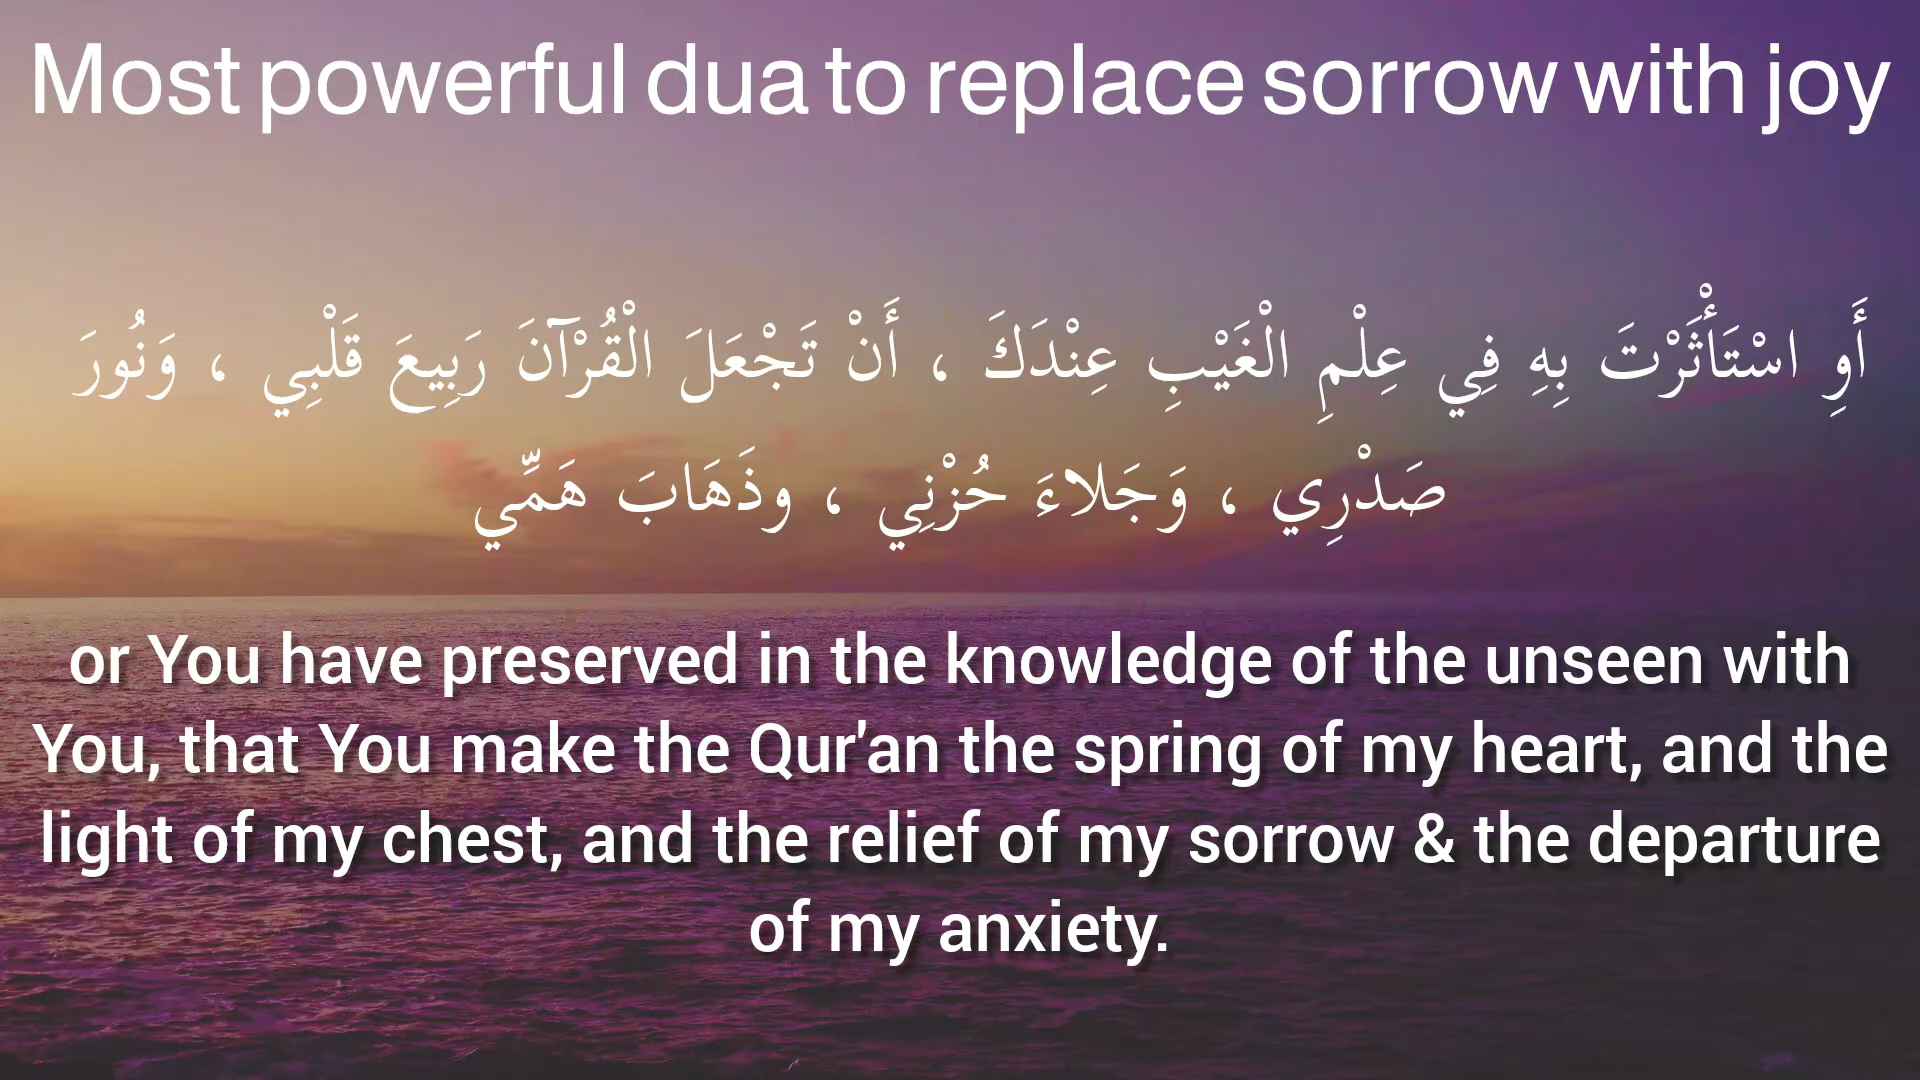 Most powerful dua to replace sorrow with joy
أَوِ اسْتَأْثَرْتَ بِهِ فِي عِلْمِ الْغَيْبِ عِنْدَكَ ، أَنْ تَجْعَلَ الْقُرْآنَ رَبِيعَ قَلْبِي ، وَنُورَ
صَدْرِي ، وَجَلاءَ حُزْنِي ، وذَهَابَ هَمِّي
or You have preserved in the knowledge of the unseen with
You, that You make the Qur'an the spring of my heart, and the
light of my chest, and the relief of my sorrow & the departure
of my anxiety.